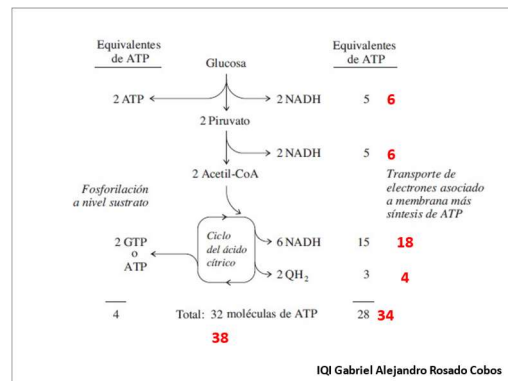 Equivalentes
de ATP
Equivalentes
de ATP
Glucosa
2 ATP
2 NADH
5
6
2 Piruvato
2 NADH
5
6
2 Acetil-CoA
Fosforilación
a nivel sustrato
Transporte de
electrones asociado
a membrana más
síntesis de ATP
2 GTP
o
ATP
Ciclo
del ácido
cítrico
6 NADH
15
18
2 QH₂
3
4
4
Total: 32 moléculas de ATP
28
34
38
IQI Gabriel Alejandro Rosado Cobos